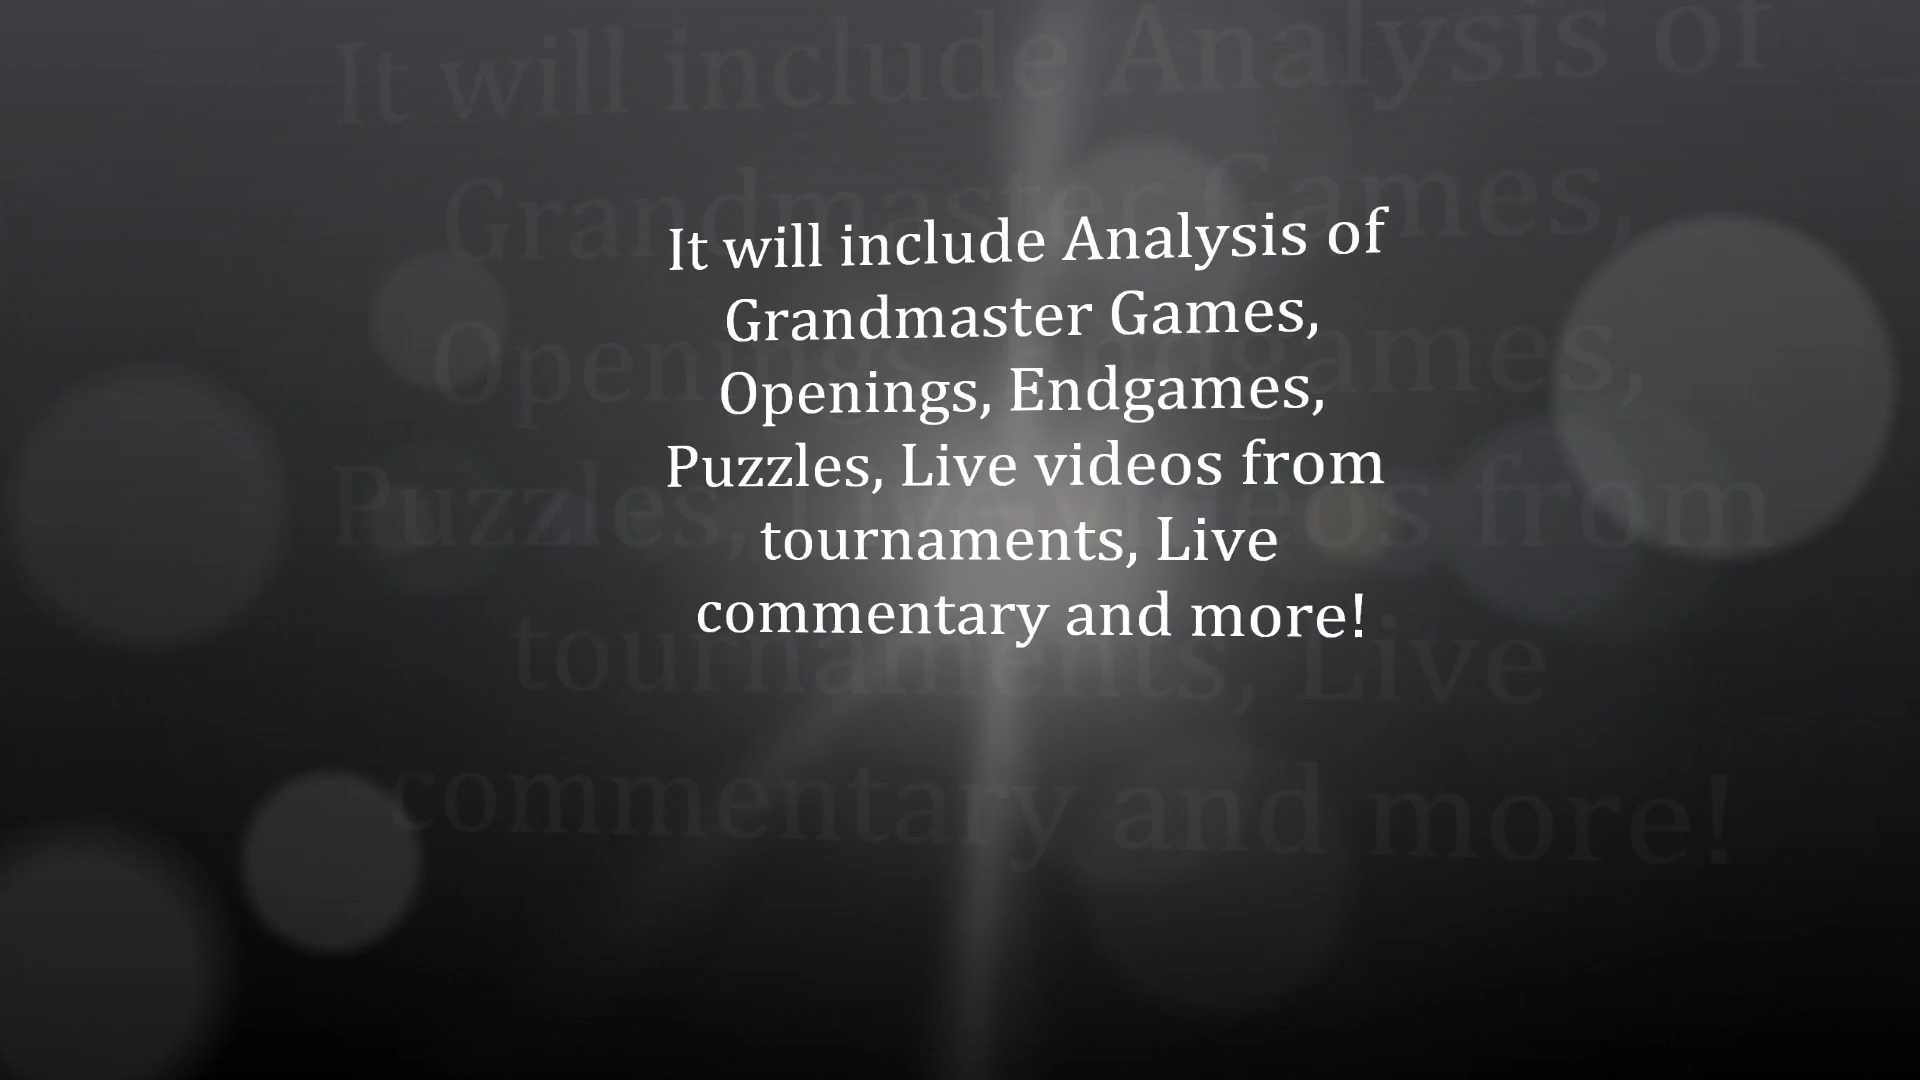 It will include Analysis of
Grandmaster Games,
Openings, Endgames,
Puzzles, Live videos from
tournaments, Live
commentary and more!